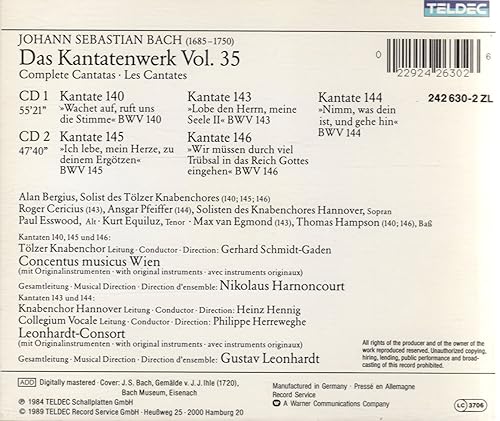 TELDEC
JOHANN SEBASTIAN BACH (1685–1750)
Das Kantatenwerk Vol. 35
Complete Cantatas · Les Cantates
0 22924 26302 6
242 630-2 ZL
CD 1
55'21"
Kantate 140
»Wachet auf, ruft uns
die Stimme« BWV 140
Kantate 143
»Lobe den Herrn, meine
Seele II« BWV 143
Kantate 144
»Nimm, was dein
ist, und gehe hin«
BWV 144
CD 2
47'40"
Kantate 145
»Ich lebe, mein Herze, zu
deinem Ergötzen«
BWV 145
Kantate 146
»Wir müssen durch viel
Trübsal in das Reich Gottes
eingehen« BWV 146
Alan Bergius, Solist des Tölzer Knabenchores (140; 145; 146)
Roger Cericius (143), Ansgar Pfeiffer (144), Solisten des Knabenchores Hannover, Sopran
Paul Esswood, Alt · Kurt Equiluz, Tenor · Max van Egmond (143), Thomas Hampson (140; 146), Baß
Kantaten 140, 145 und 146:
Tölzer Knabenchor Leitung · Conductor · Direction: Gerhard Schmidt-Gaden
Concentus musicus Wien
(mit Originalinstrumenten · with original instruments · avec instruments originaux)
Gesamtleitung · Musical Direction · Direction d'ensemble: Nikolaus Harnoncourt
Kantaten 143 und 144:
Knabenchor Hannover Leitung · Conductor · Direction: Heinz Hennig
Collegium Vocale Leitung · Conductor · Direction: Philippe Herreweghe
Leonhardt-Consort
(mit Originalinstrumenten · with original instruments · avec instruments originaux)
Gesamtleitung · Musical Direction · Direction d'ensemble: Gustav Leonhardt
All rights of the producer and of the owner of the
work reproduced reserved. Unauthorized copying,
hiring, lending, public performance and broad-
casting of this record prohibited.
ADD Digitally mastered · Cover: J. S. Bach, Gemälde v. J. J. Ihle (1720),
Bach Museum, Eisenach
℗ 1984 TELDEC Schallplatten GmbH
© 1989 TELDEC Record Service GmbH · Heußweg 25 · 2000 Hamburg 20
Manufactured in Germany · Pressé en Allemagne
Record Service
A Warner Communications Company
LC 3706